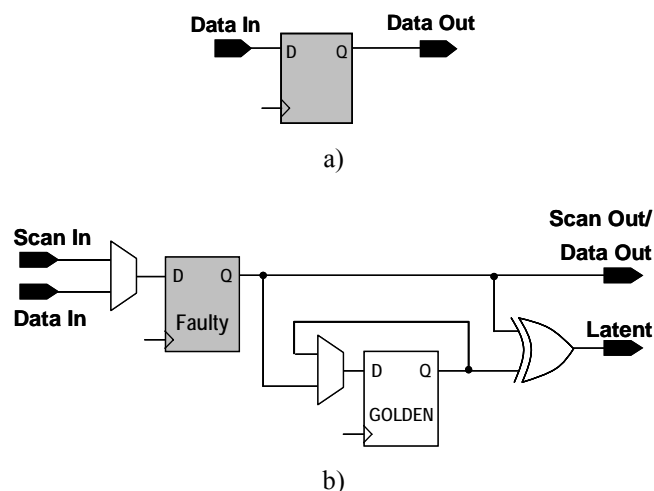 Data In
Data Out
D
Q
a)
Scan Out/
Scan In
Data Out
D
Q
Data In
Faulty
Latent
D
Q
GOLDEN
b)